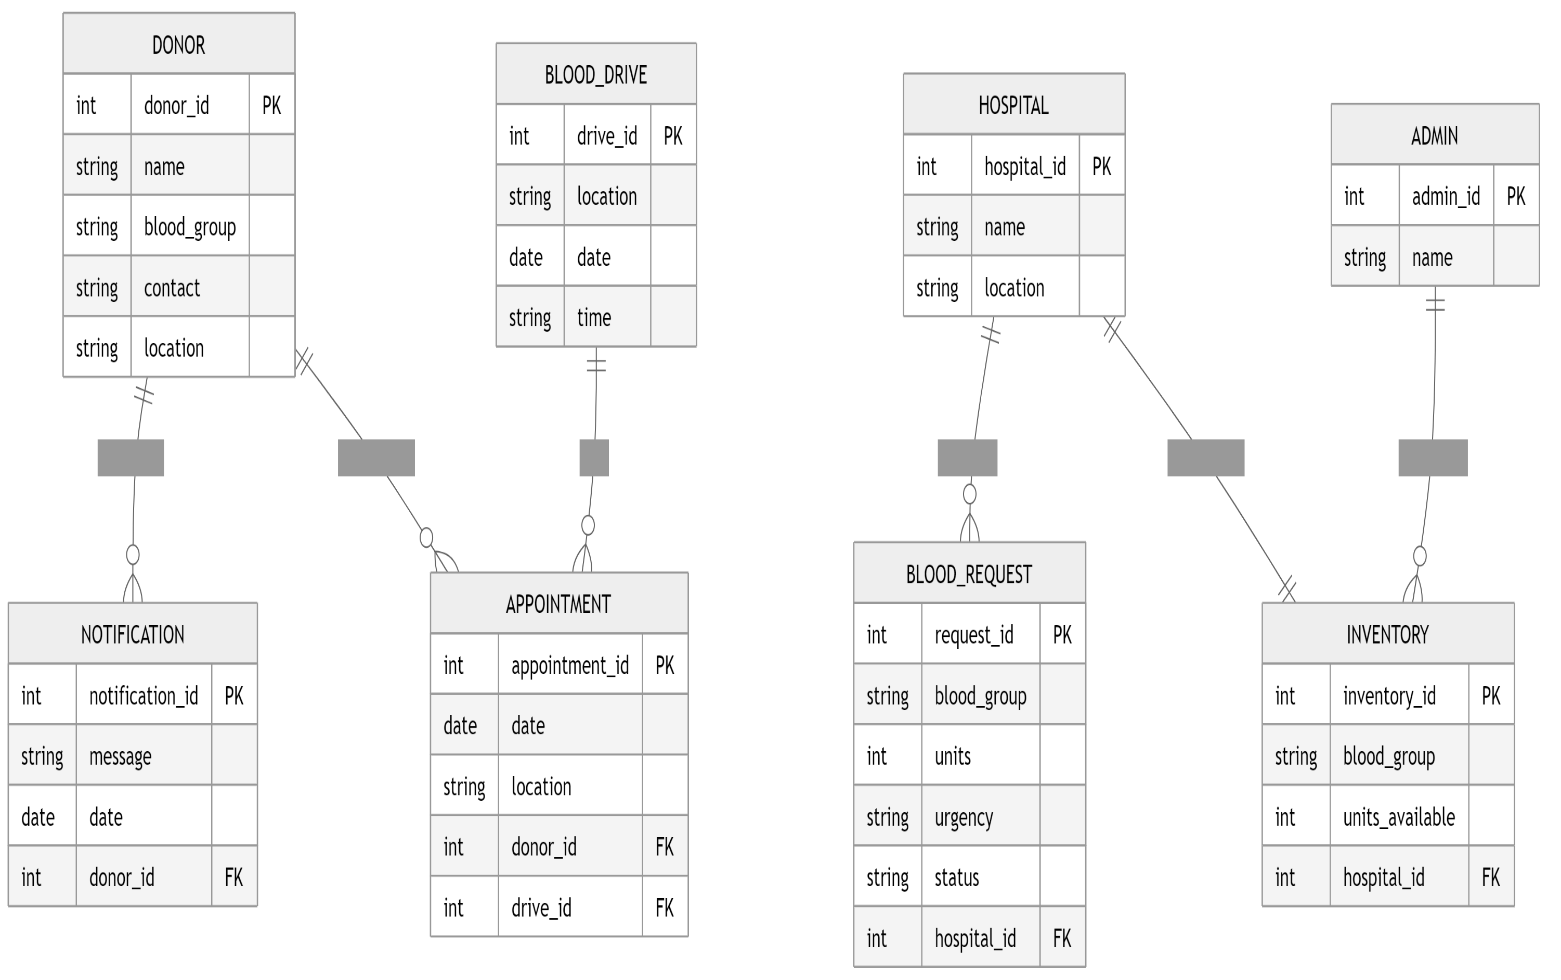 DONOR
int donor_id PK
string name
string blood_group
string contact
string location
BLOOD_DRIVE
int drive_id PK
string location
date date
string time
HOSPITAL
int hospital_id PK
string name
string location
ADMIN
int admin_id PK
string name
NOTIFICATION
int notification_id PK
string message
date date
int donor_id FK
APPOINTMENT
int appointment_id PK
date date
string location
int donor_id FK
int drive_id FK
BLOOD_REQUEST
int request_id PK
string blood_group
int units
string urgency
string status
int hospital_id FK
INVENTORY
int inventory_id PK
string blood_group
int units_available
int hospital_id FK